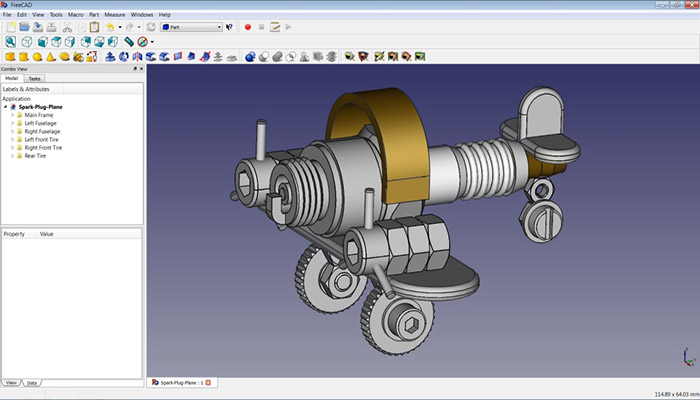 FreeCAD
File Edit View Tools Macro Part Measure Windows Help
Part
Combo View
Model Tasks
Labels & Attributes
Application
Spark-Plug-Plane
Main Frame
Left Fuselage
Right Fuselage
Left Front Tire
Right Front Tire
Rear Tire
Property Value
View Data
Spark-Plug-Plane : 1
114.89 x 64.03 mm